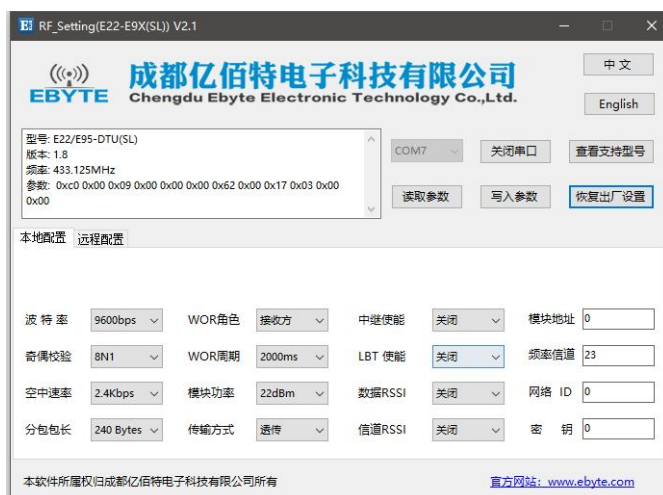 RF_Setting(E22-E9X(SL)) V2.1
中 文
EBYTE 成都亿佰特电子科技有限公司
Chengdu Ebyte Electronic Technology Co.,Ltd.
English
型号: E22/E95-DTU(SL)
版本: 1.8
频率: 433.125MHz
参数: 0xc0 0x00 0x09 0x00 0x00 0x00 0x00 0x62 0x00 0x17 0x03 0x00
0x00
COM7 关闭串口 查看支持型号
读取参数 写入参数 恢复出厂设置
本地配置 远程配置
波 特 率 9600bps WOR角色 接收方 中继使能 关闭 模块地址 0
奇偶校验 8N1 WOR周期 2000ms LBT 使能 关闭 频率信道 23
空中速率 2.4Kbps 模块功率 22dBm 数据RSSI 关闭 网络 ID 0
分包包长 240 Bytes 传输方式 透传 信道RSSI 关闭 密 钥 0
本软件所属权归成都亿佰特电子科技有限公司所有 官方网站: www.ebyte.com